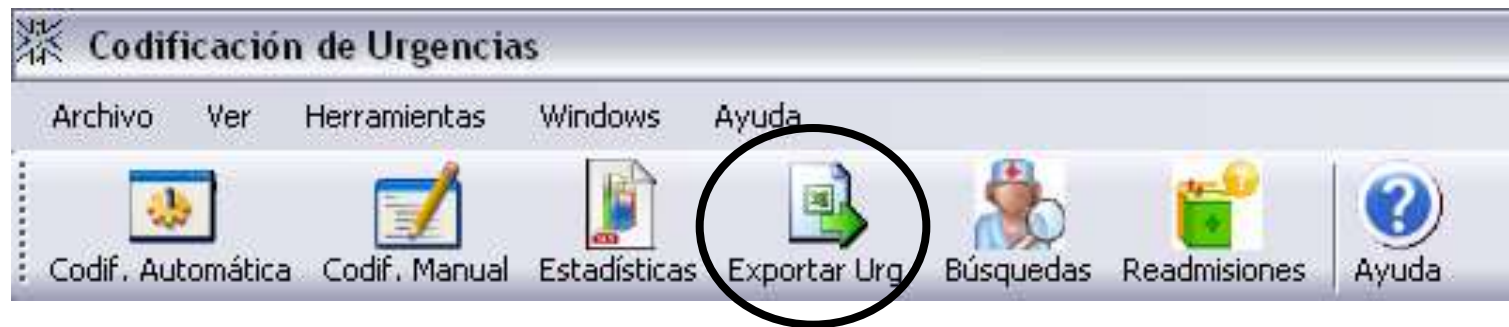 Codificación de Urgencias
Archivo Ver Herramientas Windows Ayuda
Codif. Automática Codif. Manual Estadísticas Exportar Urg Búsquedas Readmisiones Ayuda